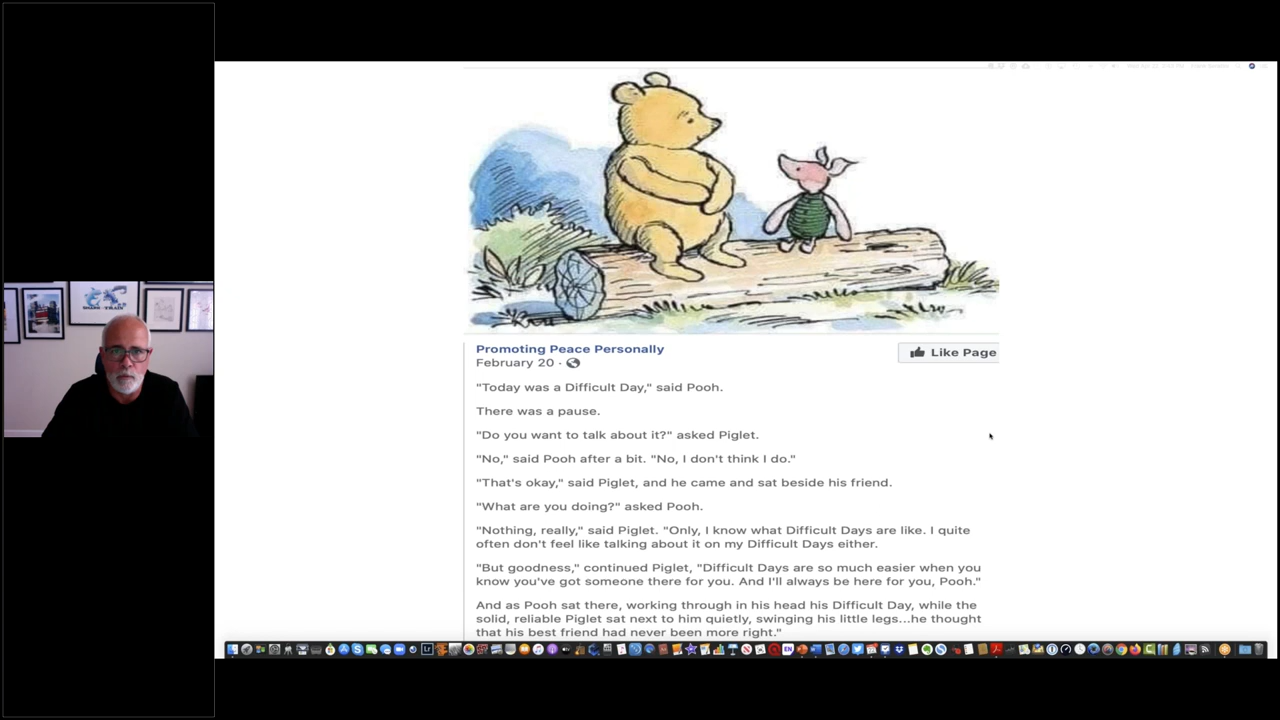 Promoting Peace Personally
Like Page
February 20 ·
"Today was a Difficult Day," said Pooh.
There was a pause.
"Do you want to talk about it?" asked Piglet.
"No," said Pooh after a bit. "No, I don't think I do."
"That's okay," said Piglet, and he came and sat beside his friend.
"What are you doing?" asked Pooh.
"Nothing, really," said Piglet. "Only, I know what Difficult Days are like. I quite
often don't feel like talking about it on my Difficult Days either.
"But goodness," continued Piglet, "Difficult Days are so much easier when you
know you've got someone there for you. And I'll always be here for you, Pooh."
And as Pooh sat there, working through in his head his Difficult Day, while the
solid, reliable Piglet sat next to him quietly, swinging his little legs...he thought
that his best friend had never been more right."